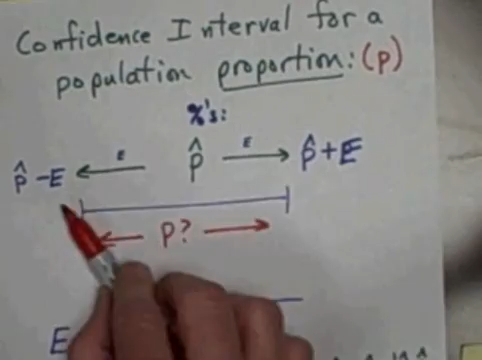 Confidence Interval for a
population proportion: (p)
%'s:
p̂ - E ← E p̂ E → p̂ + E
← p? →
E